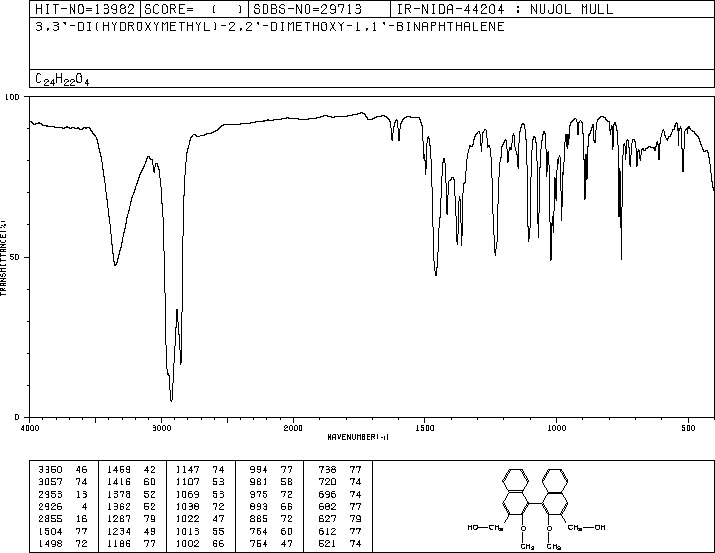 HIT-NO=13982 SCORE= ( ) SDBS-NO=29713 IR-NIDA-44204 : NUJOL MULL
3,3'-DI(HYDROXYMETHYL)-2,2'-DIMETHOXY-1,1'-BINAPHTHALENE
C24H22O4
100
50
0
TRANSMITTANCE(%)
4000 3000 2000 1500 1000 500
WAVENUMBER(-1)
3350 46 1459 42 1147 74 994 77 738 77
3057 74 1416 60 1107 53 981 58 720 74
2953 13 1378 52 1069 53 975 72 696 74
2926 4 1362 52 1038 72 893 66 682 77
2855 16 1287 79 1022 47 885 72 627 79
1504 77 1234 49 1013 55 764 60 612 77
1498 72 1186 77 1002 66 754 47 521 74
HO—CH2 CH2—OH
O O
CH3 CH3